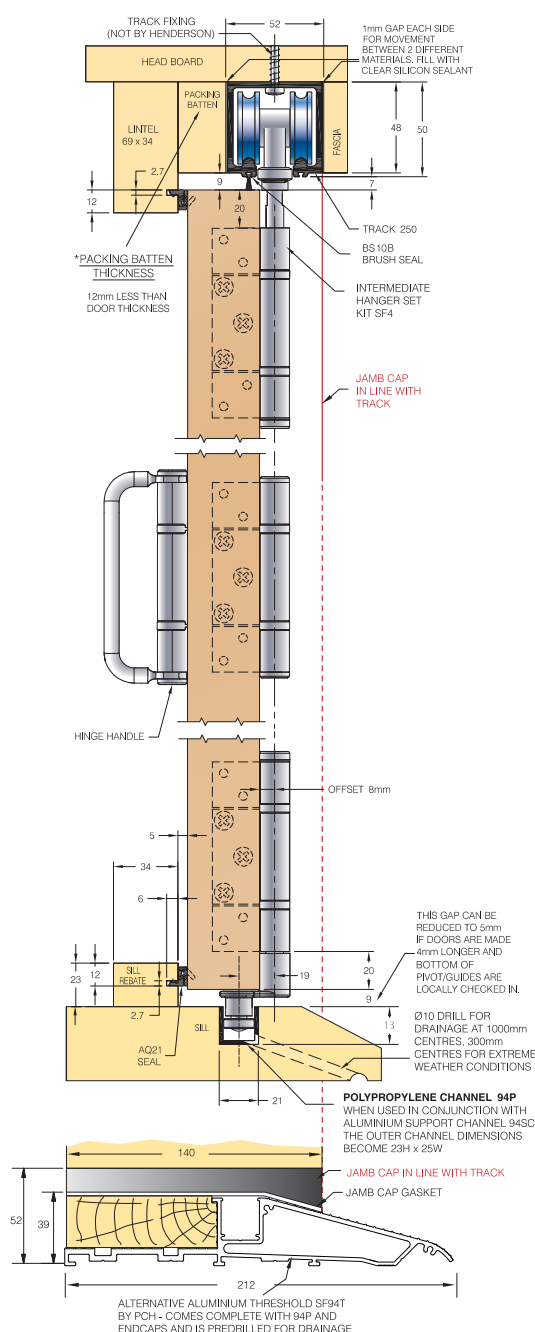 TRACK FIXING
(NOT BY HENDERSON)
52
1mm GAP EACH SIDE
FOR MOVEMENT
BETWEEN 2 DIFFERENT
MATERIALS. FILL WITH
CLEAR SILICON SEALANT
HEAD BOARD
PACKING
BATTEN
LINTEL
69 x 34
FASCIA
48
50
2.7
12
9
7
20
TRACK 250
BS10B
BRUSH SEAL
*PACKING BATTEN
THICKNESS
12mm LESS THAN
DOOR THICKNESS
INTERMEDIATE
HANGER SET
KIT SF4
JAMB CAP
IN LINE WITH
TRACK
HINGE HANDLE
OFFSET 8mm
5
34
6
THIS GAP CAN BE
REDUCED TO 5mm
IF DOORS ARE MADE
4mm LONGER AND
BOTTOM OF
PIVOT/GUIDES ARE
LOCALLY CHECKED IN.
23
12
SILL
REBATE
19
20
9
2.7
SILL
18
AQ21
SEAL
Ø10 DRILL FOR
DRAINAGE AT 1000mm
CENTRES, 300mm
CENTRES FOR EXTREME
WEATHER CONDITIONS
21
POLYPROPYLENE CHANNEL 94P
WHEN USED IN CONJUNCTION WITH
ALUMINIUM SUPPORT CHANNEL 94SC
THE OUTER CHANNEL DIMENSIONS
BECOME 23H x 25W
140
JAMB CAP IN LINE WITH TRACK
JAMB CAP GASKET
52
39
212
ALTERNATIVE ALUMINIUM THRESHOLD SF94T
BY PCH - COMES COMPLETE WITH 94P AND
ENDCAPS AND IS PREDRILLED FOR DRAINAGE